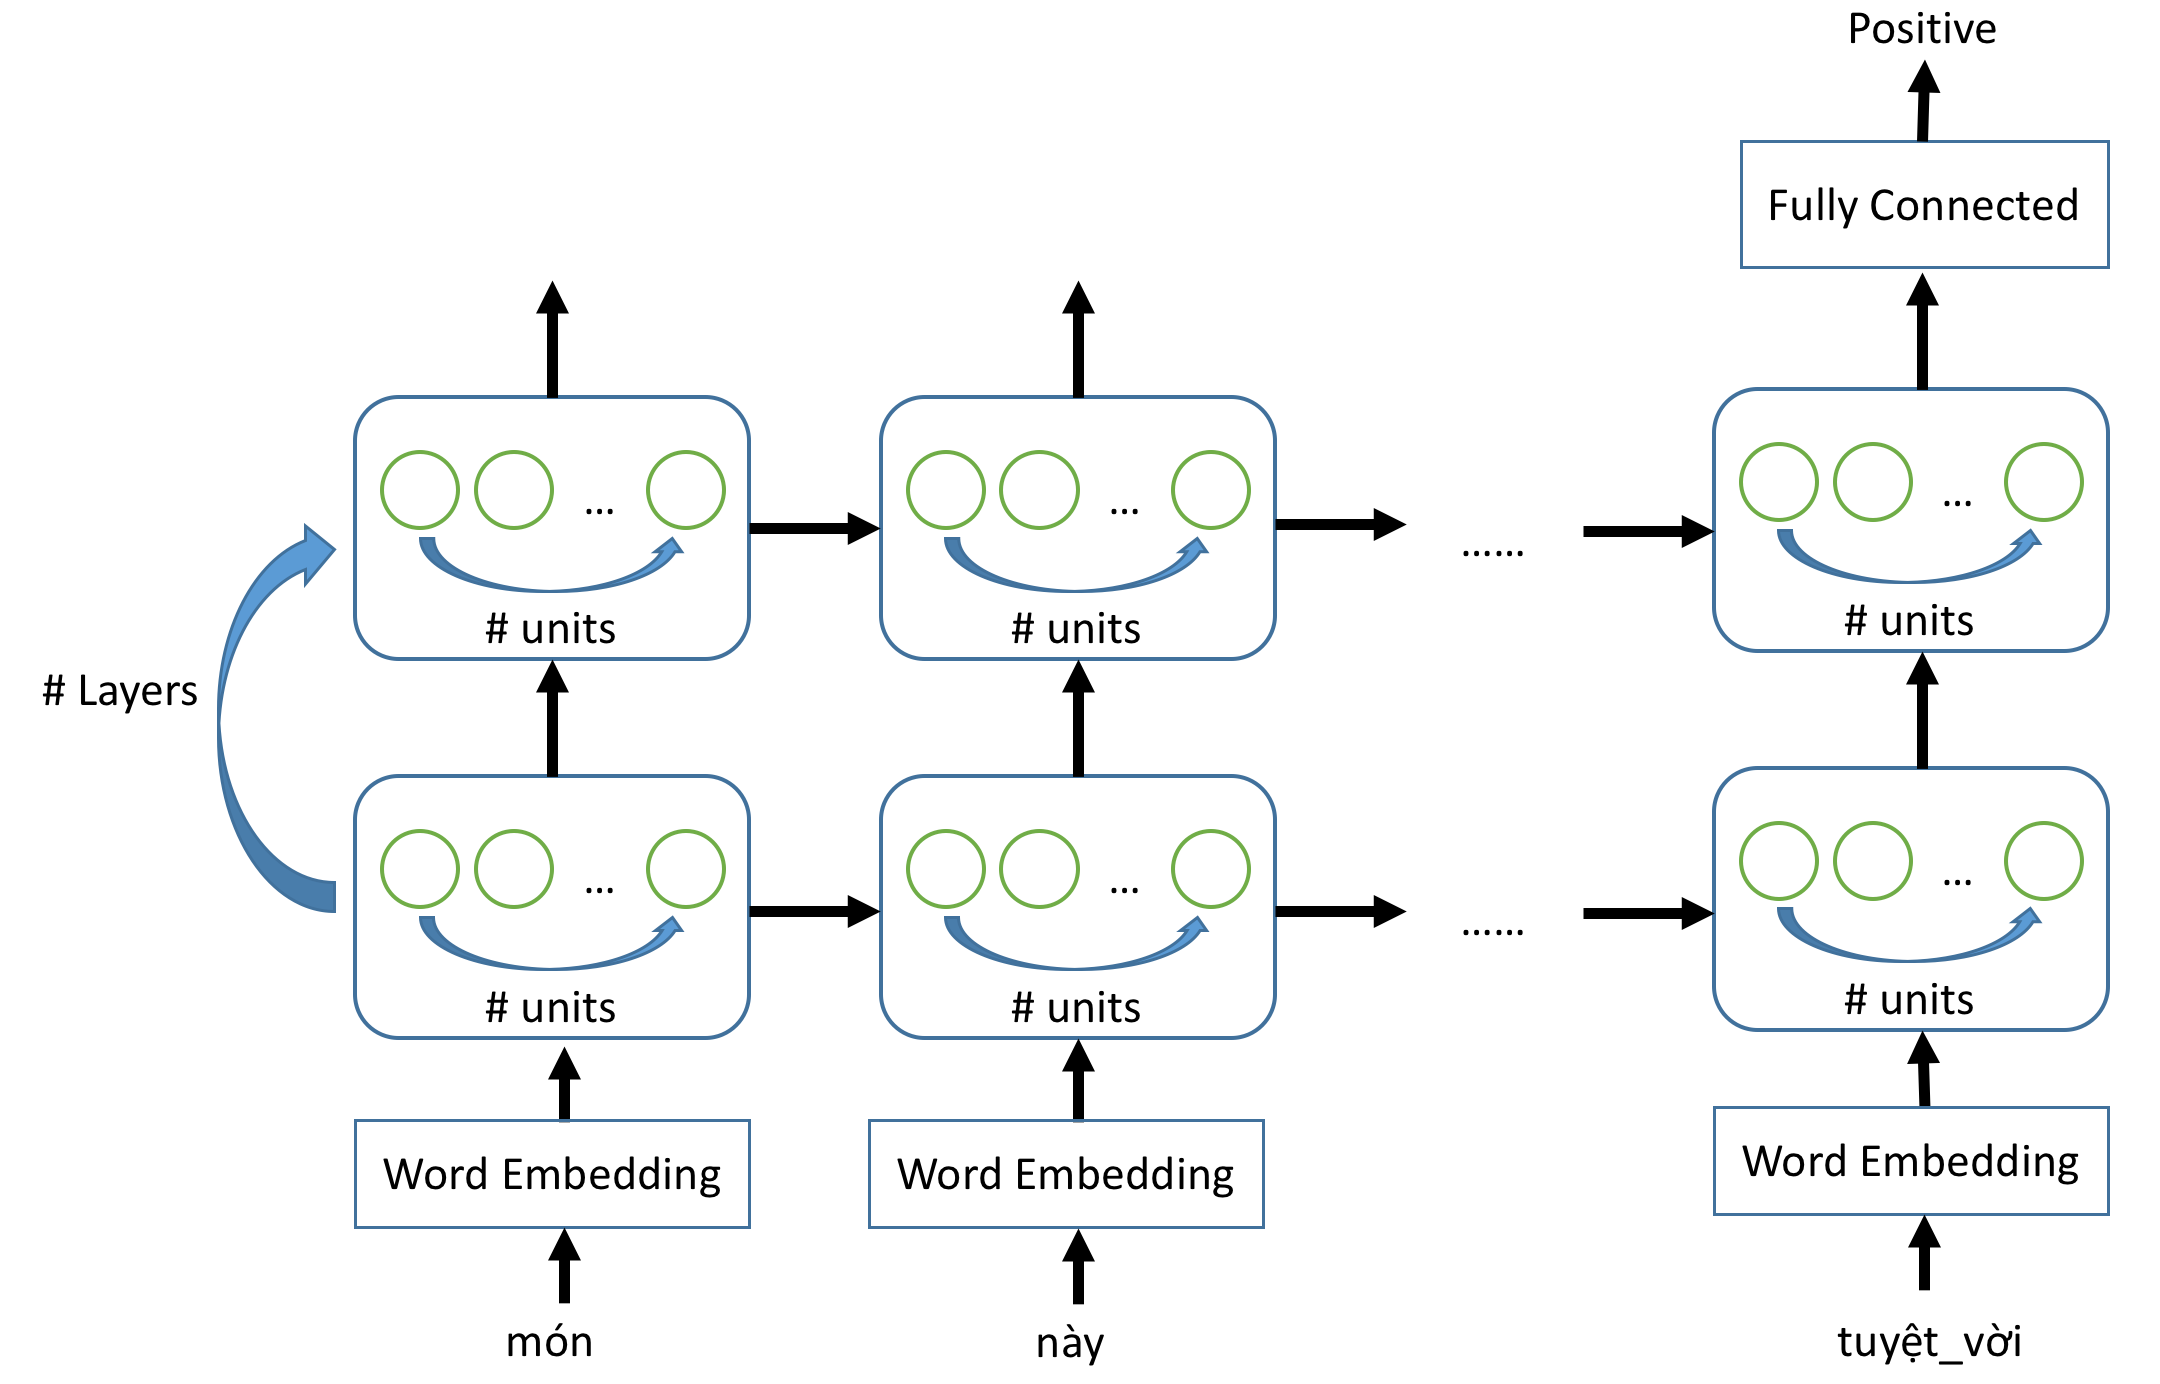 Positive
Fully Connected
...
...
...
......
# units
# units
# units
# Layers
...
...
...
......
# units
# units
# units
Word Embedding
Word Embedding
Word Embedding
món
này
tuyệt_vời